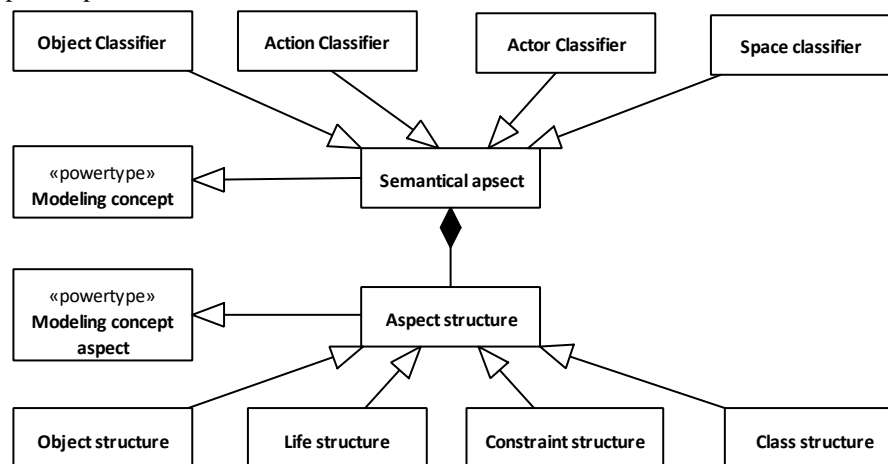 Object Classifier
Action Classifier
Actor Classifier
Space classifier
«powertype»
Modeling concept
Semantical apsect
«powertype»
Modeling concept
aspect
Aspect structure
Object structure
Life structure
Constraint structure
Class structure